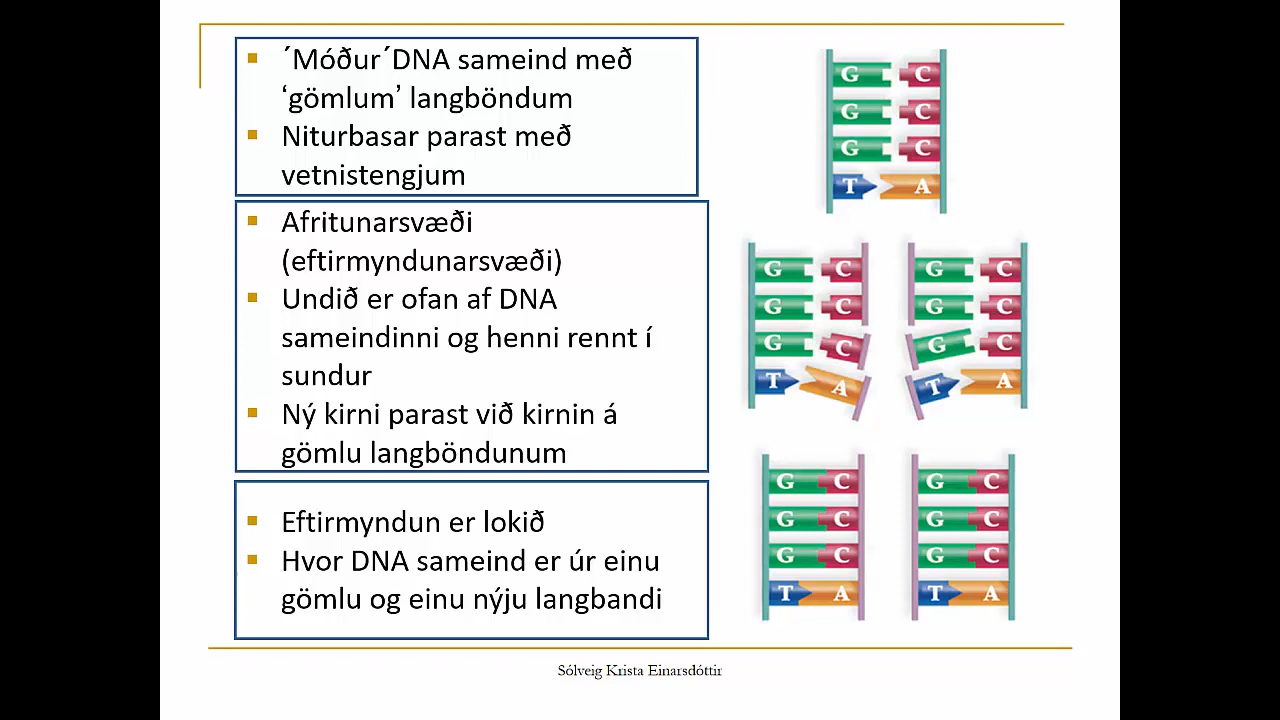 ´Móður´DNA sameind með
‘gömlum’ langböndum
Niturbasar parast með
vetnistengjum
Afritunarsvæði
(eftirmyndunarsvæði)
Undið er ofan af DNA
sameindinni og henni rennt í
sundur
Ný kirni parast við kirnin á
gömlu langböndunum
Eftirmyndun er lokið
Hvor DNA sameind er úr einu
gömlu og einu nýju langbandi
G C
G C
G C
T A
G C G C
G C G C
G C G C
T A T A
G C G C
G C G C
G C G C
T A T A
Sólveig Krista Einarsdóttir